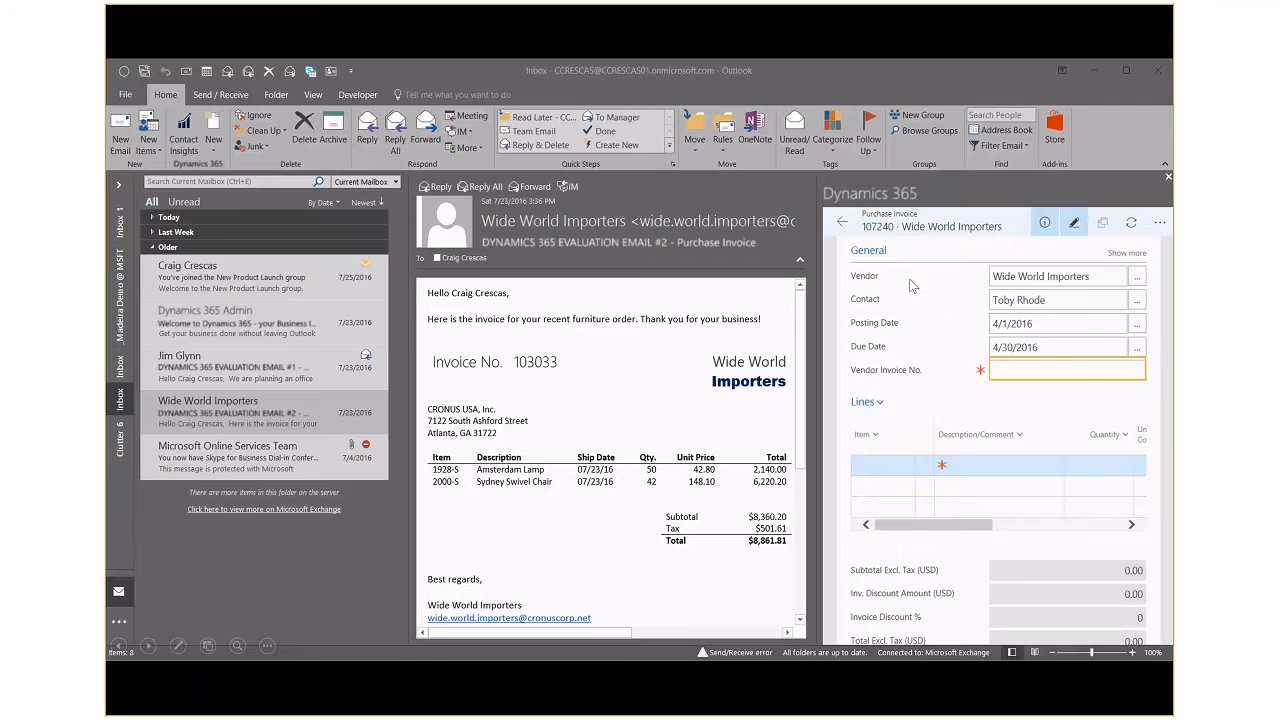 Inbox - CCRESCAS@CCRESCAS01.onmicrosoft.com - Outlook
File Home Send / Receive Folder View Developer Tell me what you want to do
New Email
New Items
New
Contact Insights
New
Dynamics 365
Ignore
Clean Up
Junk
Delete
Archive
Delete
Reply
Reply All
Forward
Meeting
IM
More
Respond
Read Later - CC...
Team Email
Reply & Delete
To Manager
Done
Create New
Quick Steps
Move
Rules
OneNote
Move
Unread/ Read
Categorize
Follow Up
Tags
New Group
Browse Groups
Groups
Search People
Address Book
Filter Email
Find
Store
Add-ins
Inbox 1
_Madeira Demo @ MSFT
Inbox
Inbox
Clutter 6
Search Current Mailbox (Ctrl+E) Current Mailbox
All Unread By Date Newest
Today
Last Week
Older
Craig Crescas
You've joined the New Product Launch group 7/25/2016
Welcome to the New Product Launch group.
Dynamics 365 Admin
Welcome to Dynamics 365 - your Business I... 7/23/2016
Get your business done without leaving Outlook
Jim Glynn
DYNAMICS 365 EVALUATION EMAIL #1 - ... 7/23/2016
Hello Craig Crescas, We are planning an office
Wide World Importers
DYNAMICS 365 EVALUATION EMAIL #2 - ... 7/23/2016
Hello Craig Crescas, Here is the invoice for your
Microsoft Online Services Team
You now have Skype for Business Dial-in Confer... 7/4/2016
This message is protected with Microsoft
There are more items in this folder on the server
Click here to view more on Microsoft Exchange
Reply Reply All Forward IM
Sat 7/23/2016 3:36 PM
Wide World Importers <wide.world.importers@c
DYNAMICS 365 EVALUATION EMAIL #2 - Purchase Invoice
To Craig Crescas
Hello Craig Crescas,
Here is the invoice for your recent furniture order. Thank you for your business!
Invoice No. 103033
Wide World
Importers
CRONUS USA, Inc.
7122 South Ashford Street
Atlanta, GA 31722
Item Description Ship Date Qty. Unit Price Total
1928-S Amsterdam Lamp 07/23/16 50 42.80 2,140.00
2000-S Sydney Swivel Chair 07/23/16 42 148.10 6,220.20
Subtotal $8,360.20
Tax $501.61
Total $8,861.81
Best regards,
Wide World Importers
wide.world.importers@cronuscorp.net
Dynamics 365
Purchase Invoice
107240 · Wide World Importers
General Show more
Vendor Wide World Importers ...
Contact Toby Rhode ...
Posting Date 4/1/2016 ...
Due Date 4/30/2016 ...
Vendor Invoice No. *
Lines
Item Description/Comment Quantity Un Co
*
Subtotal Excl. Tax (USD) 0.00
Inv. Discount Amount (USD) 0.00
Invoice Discount % 0
Total Excl. Tax (USD) 0.00
Items: 8 Send/Receive error All folders are up to date. Connected to: Microsoft Exchange 100%